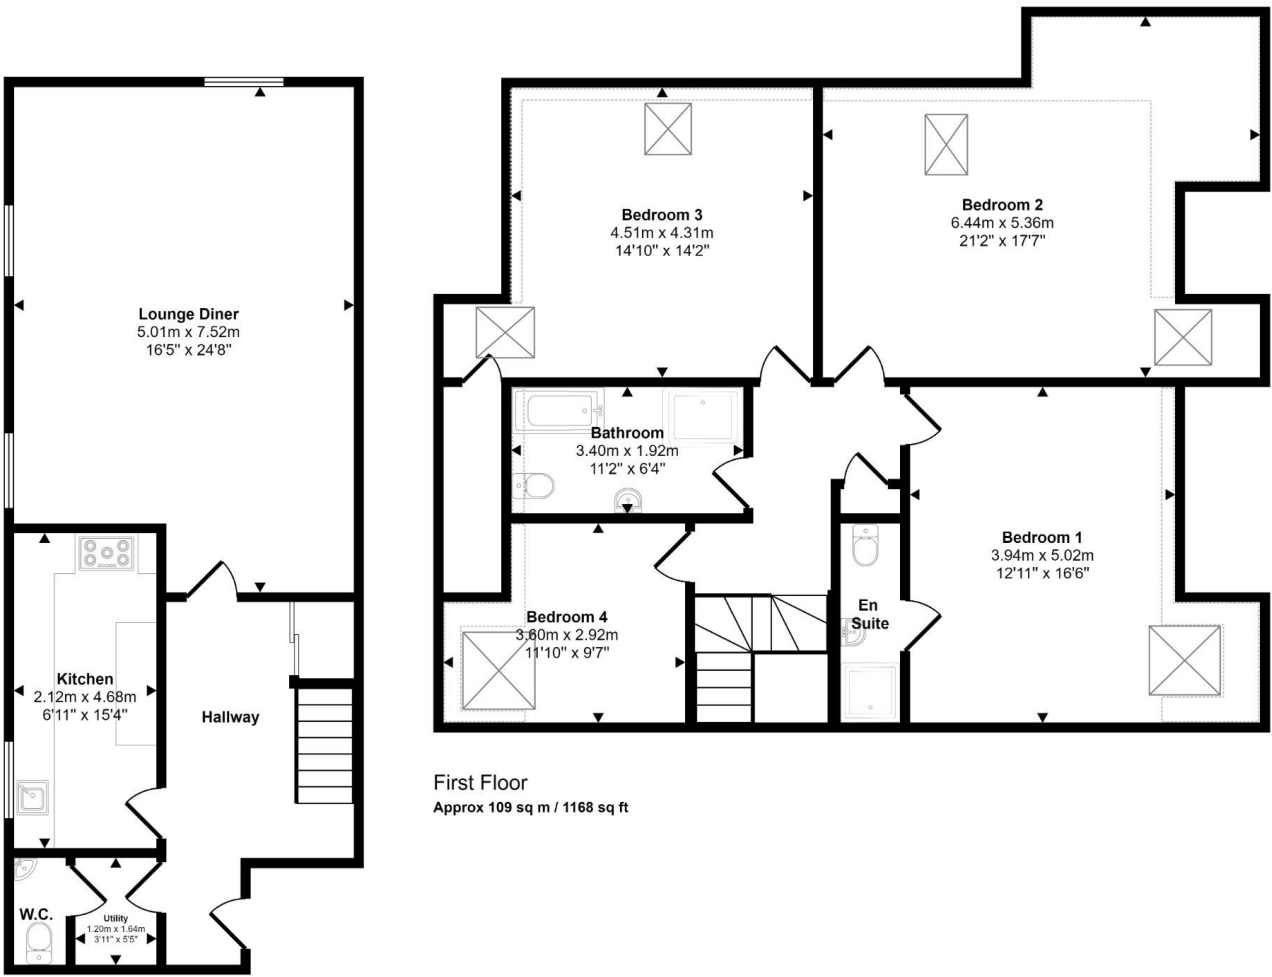 Lounge Diner
5.01m x 7.52m
16'5" x 24'8"
Kitchen
2.12m x 4.68m
6'11" x 15'4"
Hallway
W.C.
Utility
1.20m x 1.64m
3'11" x 5'5"
Bedroom 3
4.51m x 4.31m
14'10" x 14'2"
Bedroom 2
6.44m x 5.36m
21'2" x 17'7"
Bathroom
3.40m x 1.92m
11'2" x 6'4"
Bedroom 1
3.94m x 5.02m
12'11" x 16'6"
Bedroom 4
3.60m x 2.92m
11'10" x 9'7"
En
Suite
First Floor
Approx 109 sq m / 1168 sq ft